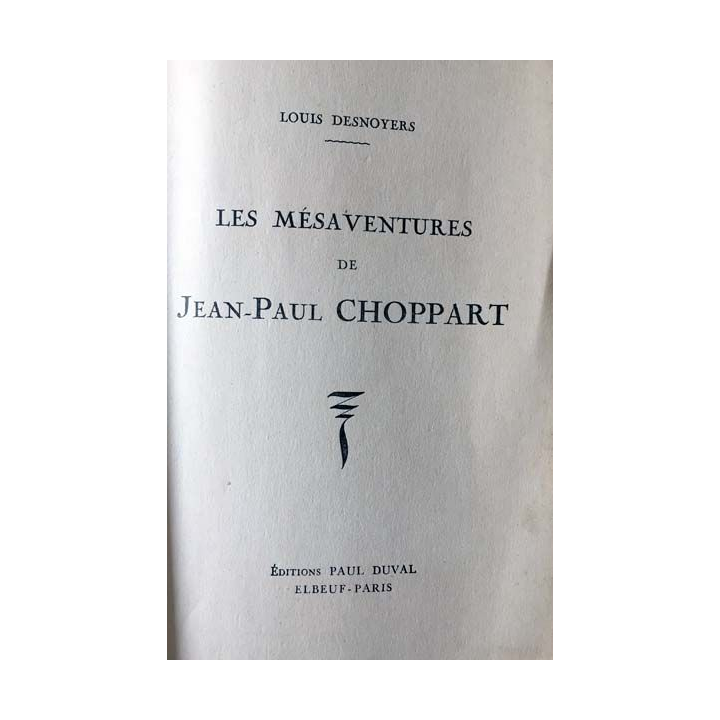 LOUIS DESNOYERS
LES MÉSAVENTURES
DE
JEAN-PAUL CHOPPART
ÉDITIONS PAUL DUVAL
ELBEUF-PARIS